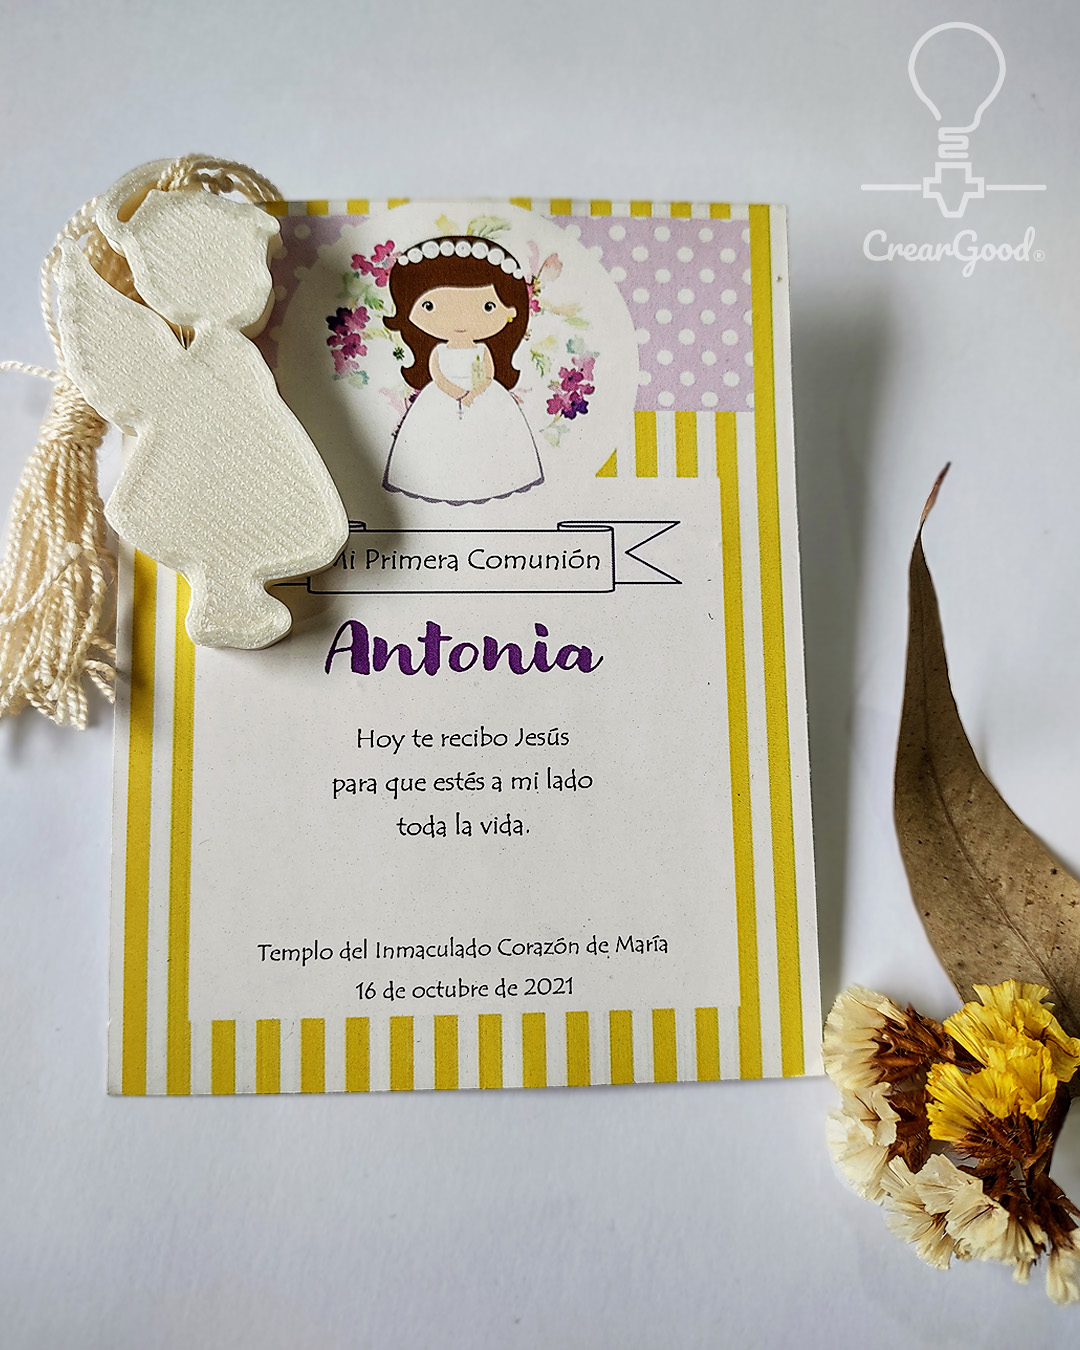 CrearGood®
Mi Primera Comunión
Antonia
Hoy te recibo Jesús
para que estés a mi lado
toda la vida.
Templo del Inmaculado Corazón de María
16 de octubre de 2021